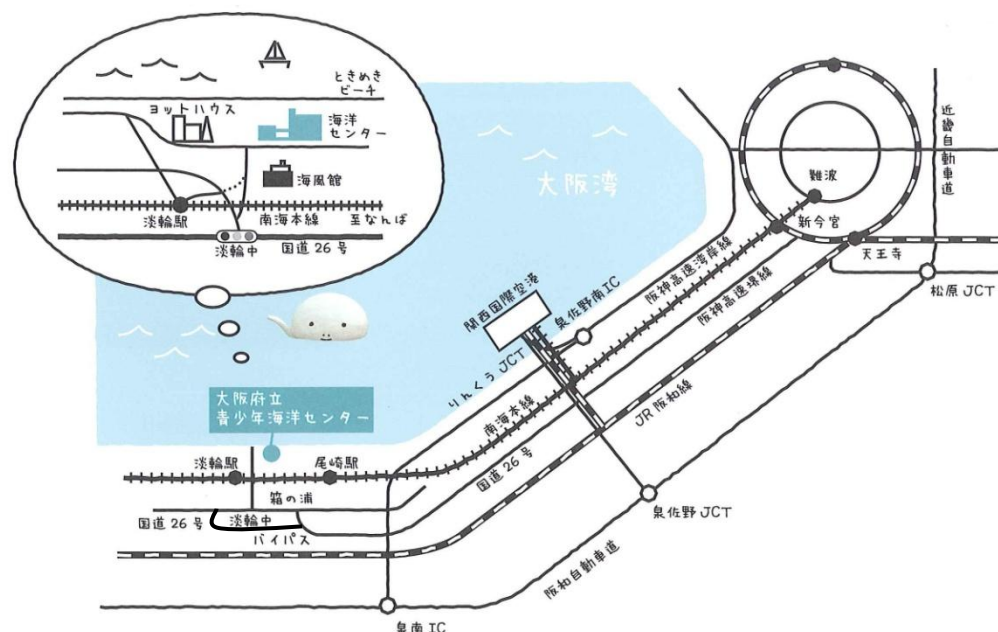 ときめき
ビーチ
ヨットハウス
海洋
センター
海風館
淡輪駅
南海本線
至なんば
淡輪中
国道26号
大阪湾
近畿自動車道
難波
新今宮
天王寺
松原JCT
阪神高速湾岸線
阪神高速堺線
関西国際空港
泉佐野南IC
りんくうJCT
南海本線
JR阪和線
国道26号
大阪府立
青少年海洋センター
淡輪駅
尾崎駅
箱の浦
国道26号
淡輪中
バイパス
泉佐野JCT
阪和自動車道
泉南IC